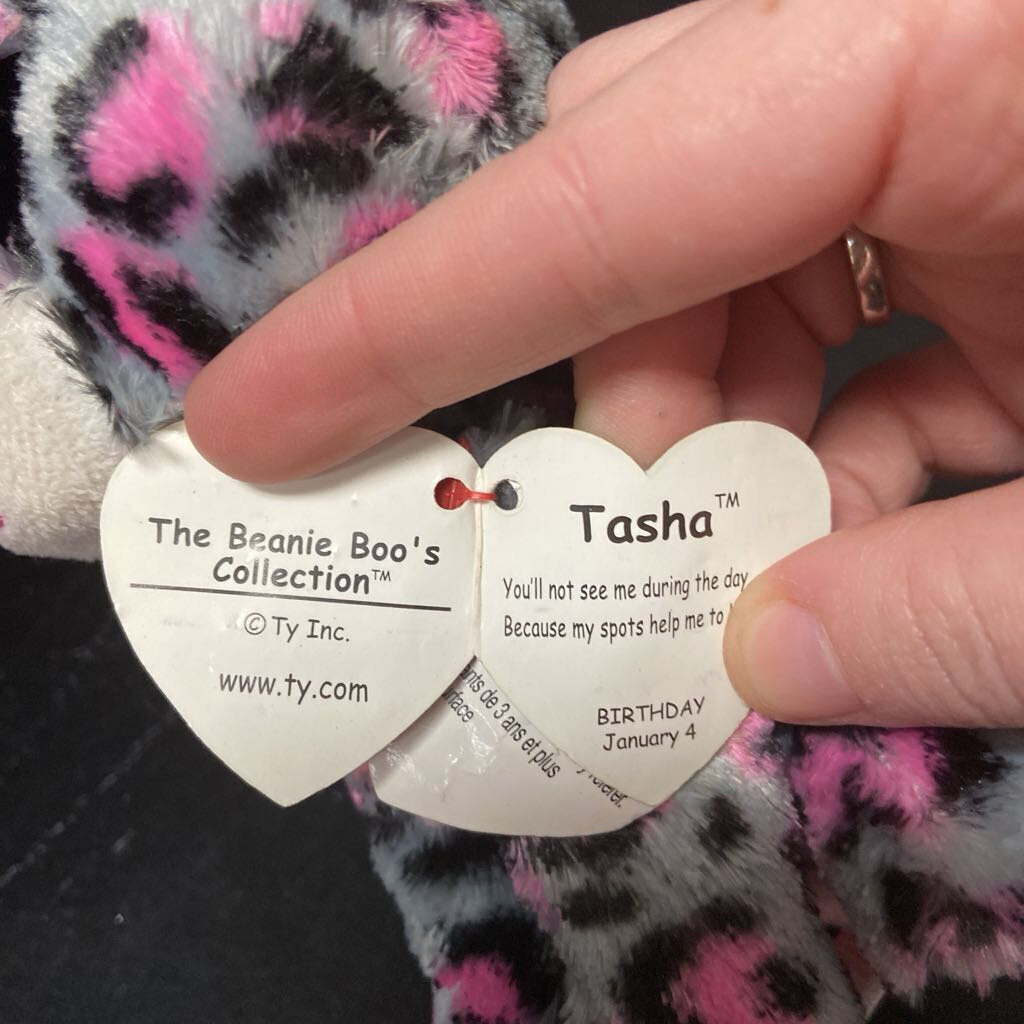 The Beanie Boo's
Collection™
© Ty Inc.
www.ty.com
Tasha™
You'll not see me during the day
Because my spots help me to
BIRTHDAY
January 4
de 3 ans et plus